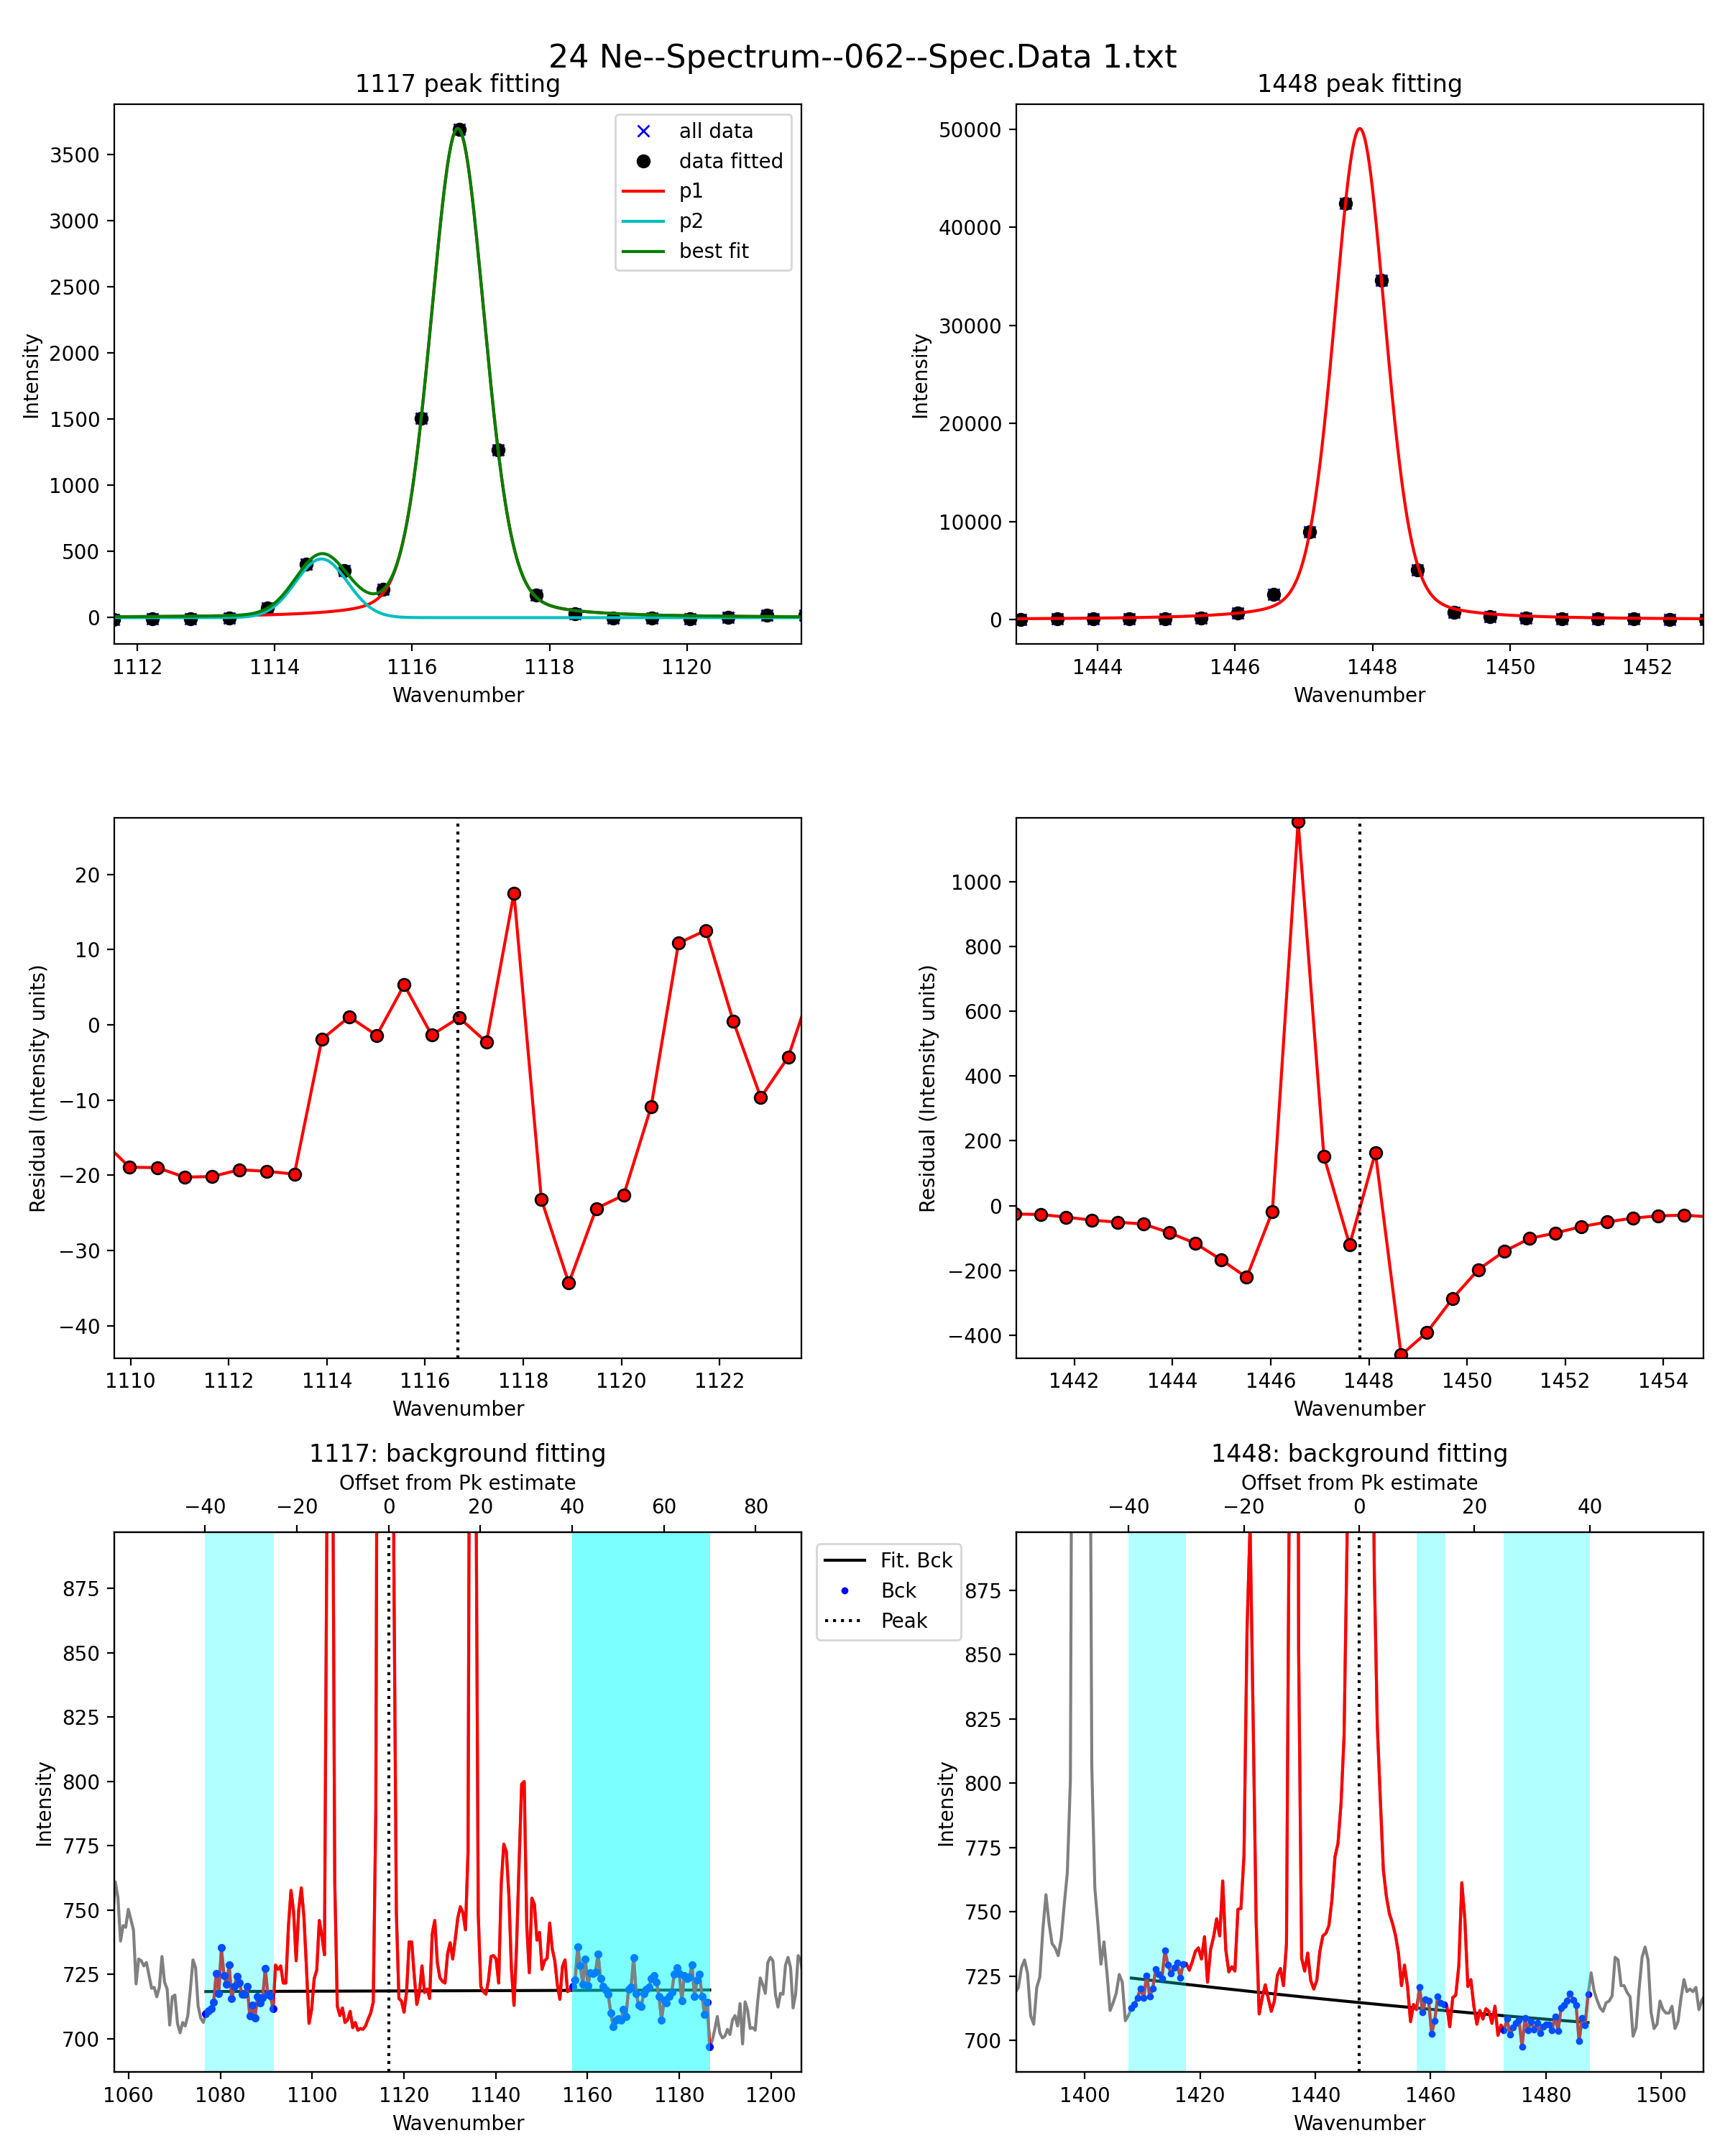 24 Ne--Spectrum--062--Spec.Data 1.txt
1117 peak fitting
all data
data fitted
p1
p2
best fit
3500
3000
2500
2000
1500
1000
500
0
Intensity
1112 1114 1116 1118 1120
Wavenumber
1448 peak fitting
50000
40000
30000
20000
10000
0
Intensity
1444 1446 1448 1450 1452
Wavenumber
20
10
0
−10
−20
−30
−40
Residual (Intensity units)
1110 1112 1114 1116 1118 1120 1122
Wavenumber
1000
800
600
400
200
0
−200
−400
Residual (Intensity units)
1442 1444 1446 1448 1450 1452 1454
Wavenumber
1117: background fitting
Offset from Pk estimate
−40 −20 0 20 40 60 80
875
850
825
800
775
750
725
700
Intensity
1060 1080 1100 1120 1140 1160 1180 1200
Wavenumber
Fit. Bck
Bck
Peak
1448: background fitting
Offset from Pk estimate
−40 −20 0 20 40
875
850
825
800
775
750
725
700
Intensity
1400 1420 1440 1460 1480 1500
Wavenumber